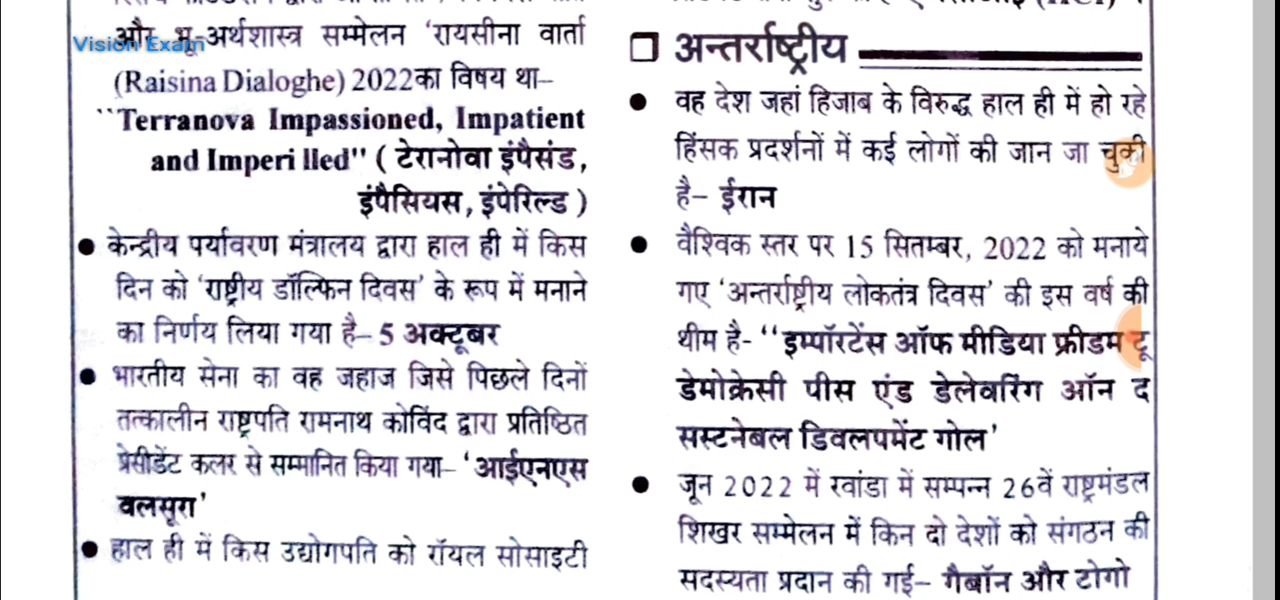 और भू-अर्थशास्त्र सम्मेलन 'रायसीना वार्ता
Vision Exam
(Raisina Dialoghe) 2022का विषय था–
"Terranova Impassioned, Impatient
and Imperi lled" ( टेरानोवा इंपैसंड,
इंपैसियस, इंपेरिल्ड )
● केन्द्रीय पर्यावरण मंत्रालय द्वारा हाल ही में किस
दिन को 'राष्ट्रीय डॉल्फिन दिवस' के रूप में मनाने
का निर्णय लिया गया है– 5 अक्टूबर
● भारतीय सेना का वह जहाज जिसे पिछले दिनों
तत्कालीन राष्ट्रपति रामनाथ कोविंद द्वारा प्रतिष्ठित
प्रेसीडेंट कलर से सम्मानित किया गया– 'आईएनएस
वलसूरा'
● हाल ही में किस उद्योगपति को रॉयल सोसाइटी
❑ अन्तर्राष्ट्रीय
● वह देश जहां हिजाब के विरुद्ध हाल ही में हो रहे
हिंसक प्रदर्शनों में कई लोगों की जान जा चुकी
है– ईरान
● वैश्विक स्तर पर 15 सितम्बर, 2022 को मनाये
गए 'अन्तर्राष्ट्रीय लोकतंत्र दिवस' की इस वर्ष की
थीम है- "इम्पॉरटेंस ऑफ मीडिया फ्रीडम टू
डेमोक्रेसी पीस एंड डेलेवरिंग ऑन द
सस्टनेबल डिवलपमेंट गोल'
● जून 2022 में रवांडा में सम्पन्न 26वें राष्ट्रमंडल
शिखर सम्मेलन में किन दो देशों को संगठन की
सदस्यता प्रदान की गई– गैबॉन और टोगो